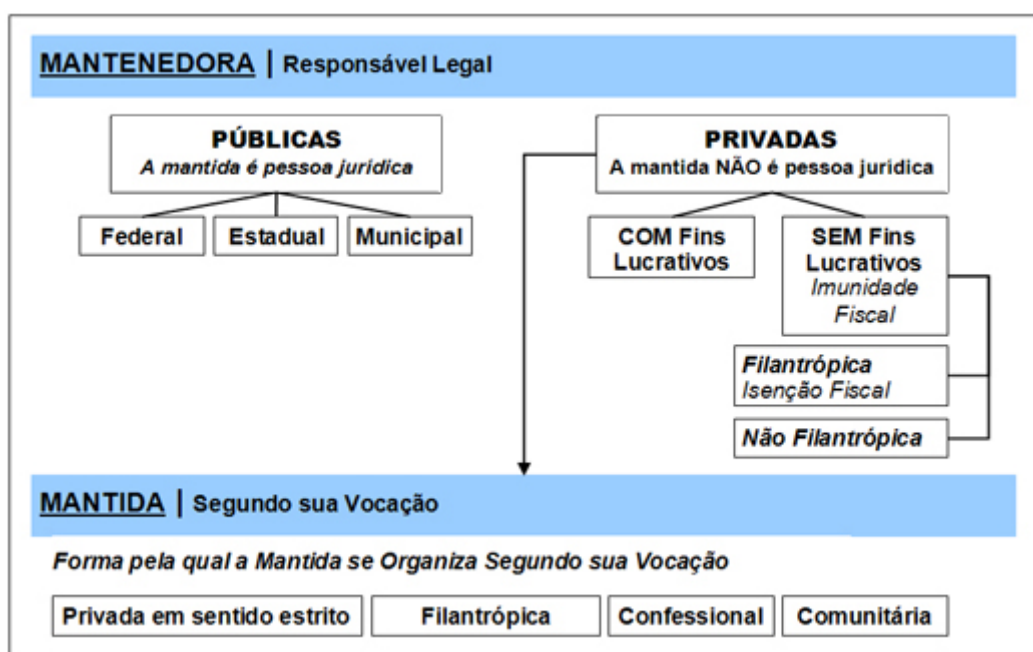 MANTENEDORA | Responsável Legal
PÚBLICAS
A mantida é pessoa jurídica
Federal
Estadual
Municipal
PRIVADAS
A mantida NÃO é pessoa jurídica
COM Fins
Lucrativos
SEM Fins
Lucrativos
Imunidade
Fiscal
Filantrópica
Isenção Fiscal
Não Filantrópica
MANTIDA | Segundo sua Vocação
Forma pela qual a Mantida se Organiza Segundo sua Vocação
Privada em sentido estrito
Filantrópica
Confessional
Comunitária